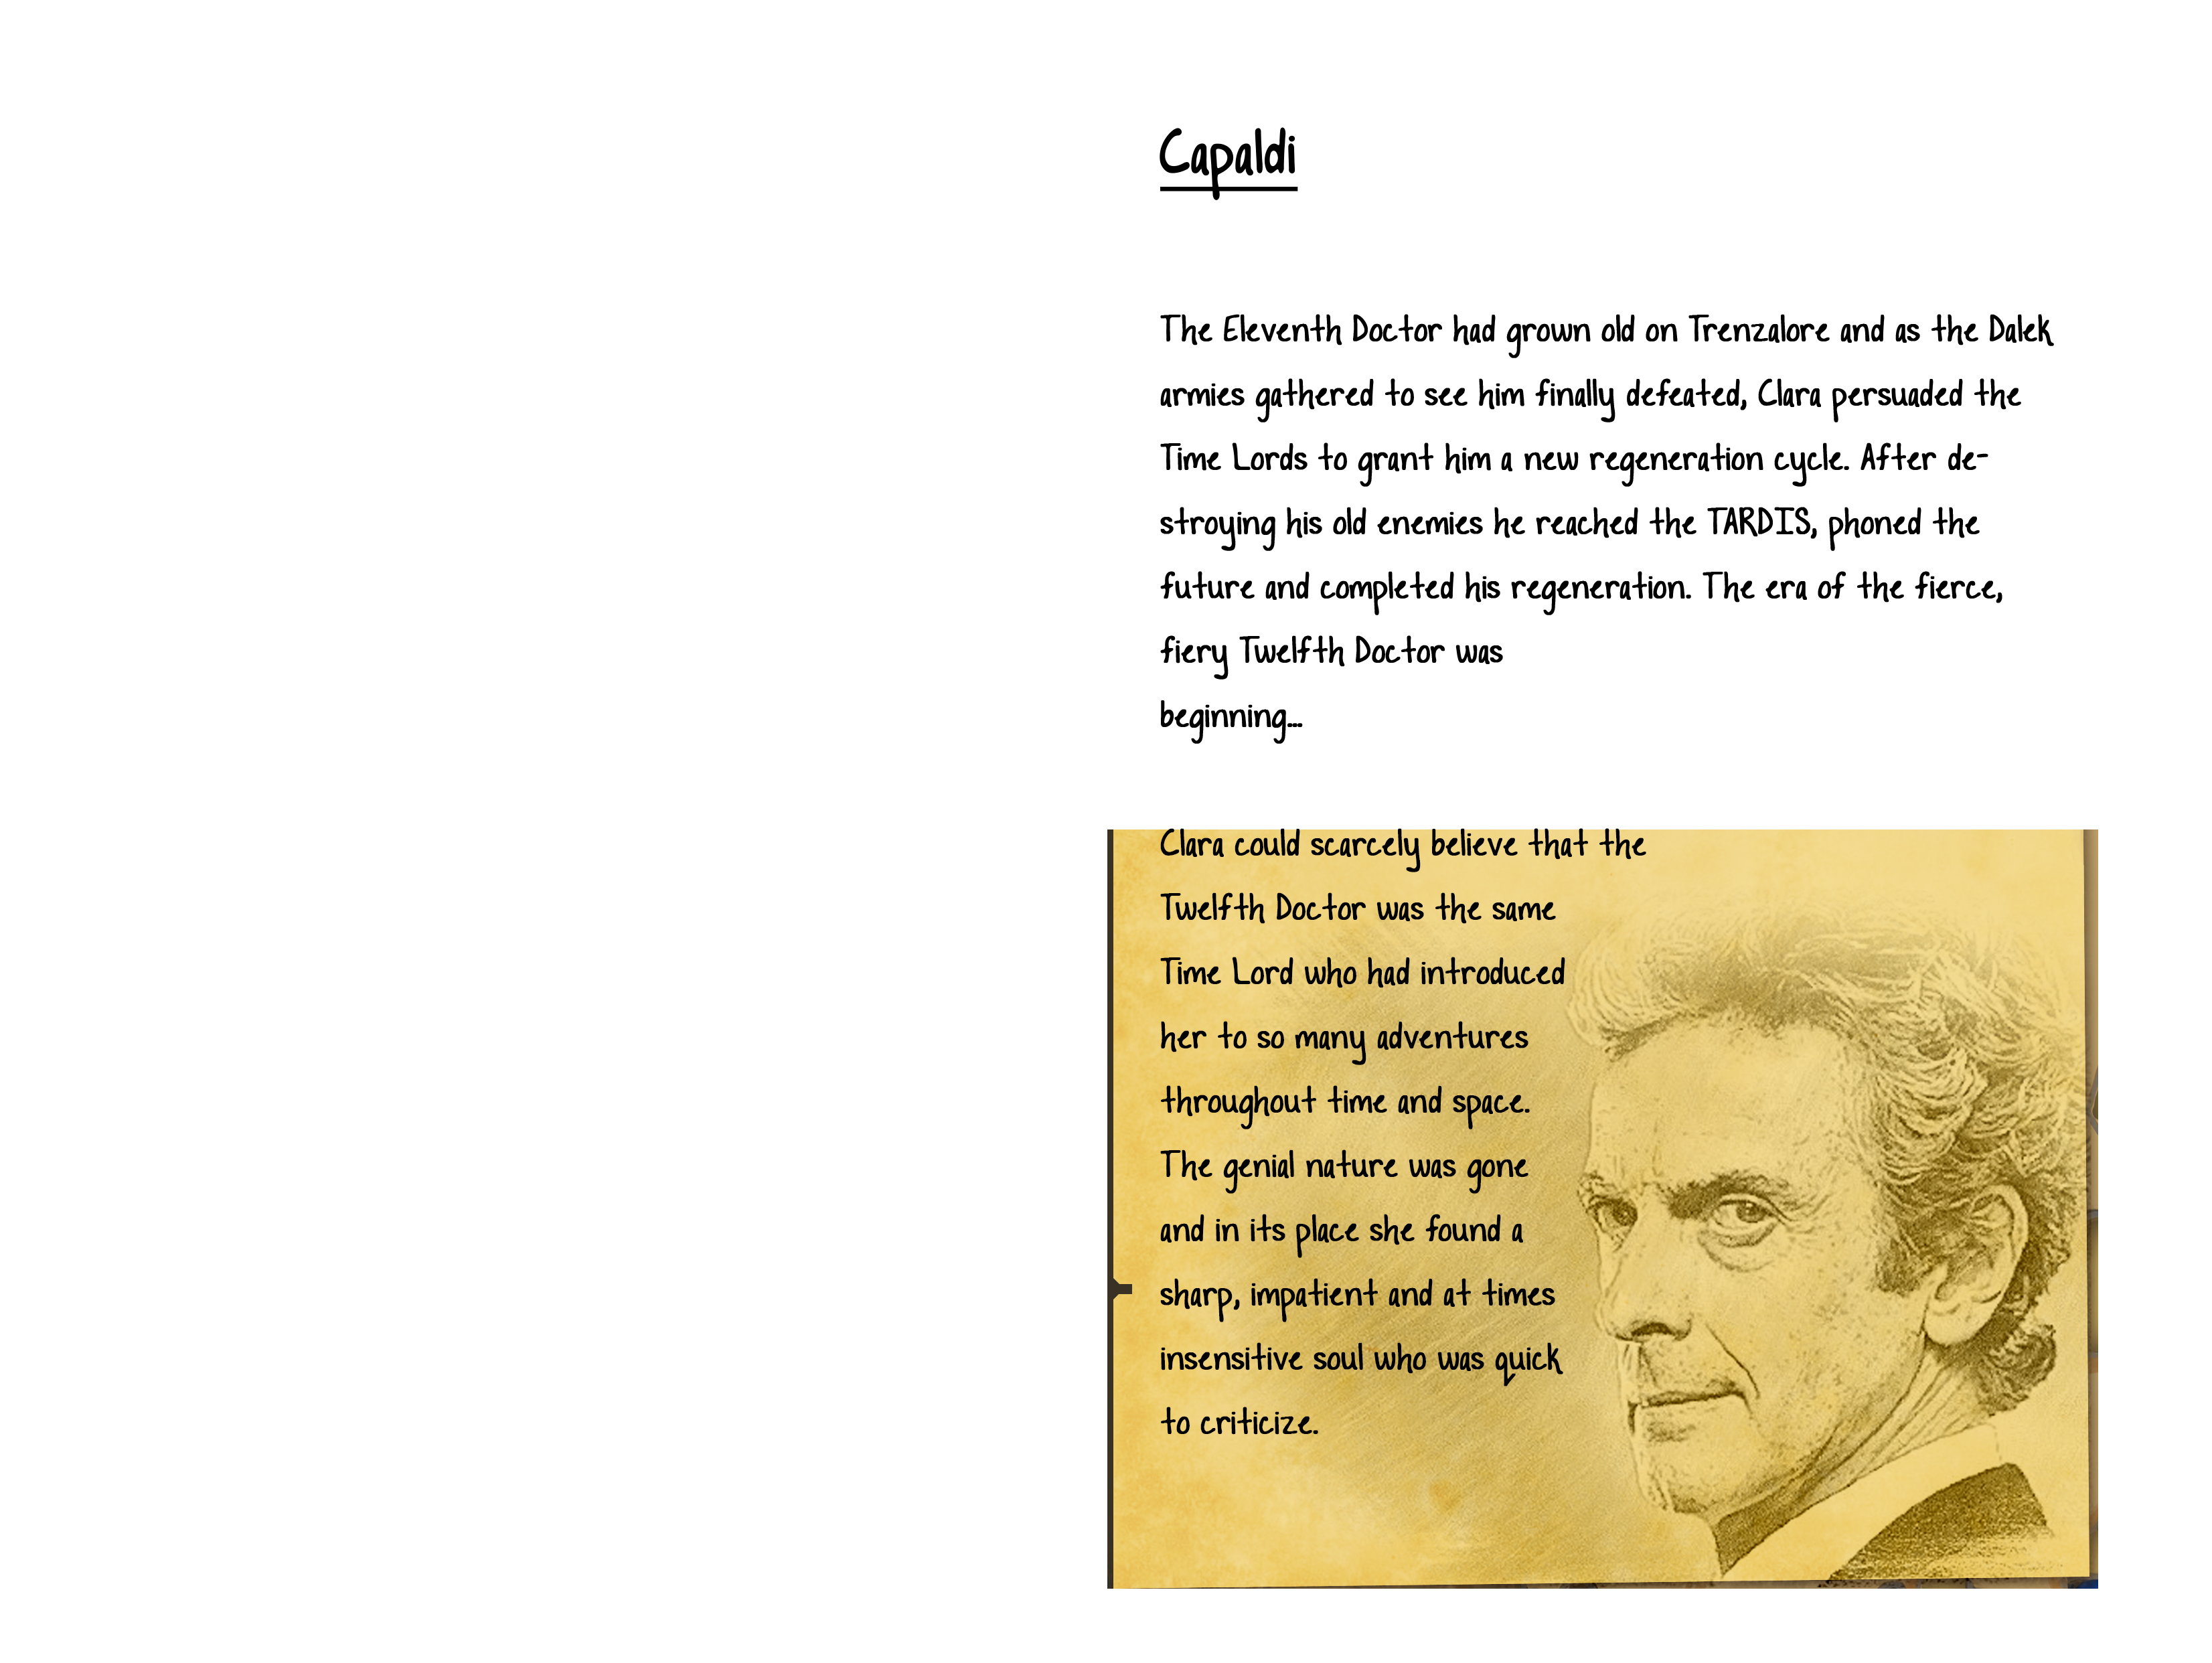 Capaldi
The Eleventh Doctor had grown old on Trenzalore and as the Dalek
armies gathered to see him finally defeated, Clara persuaded the
Time Lords to grant him a new regeneration cycle. After de-
stroying his old enemies he reached the TARDIS, phoned the
future and completed his regeneration. The era of the fierce,
fiery Twelfth Doctor was
beginning...
Clara could scarcely believe that the
Twelfth Doctor was the same
Time Lord who had introduced
her to so many adventures
throughout time and space.
The genial nature was gone
and in its place she found a
sharp, impatient and at times
insensitive soul who was quick
to criticize.